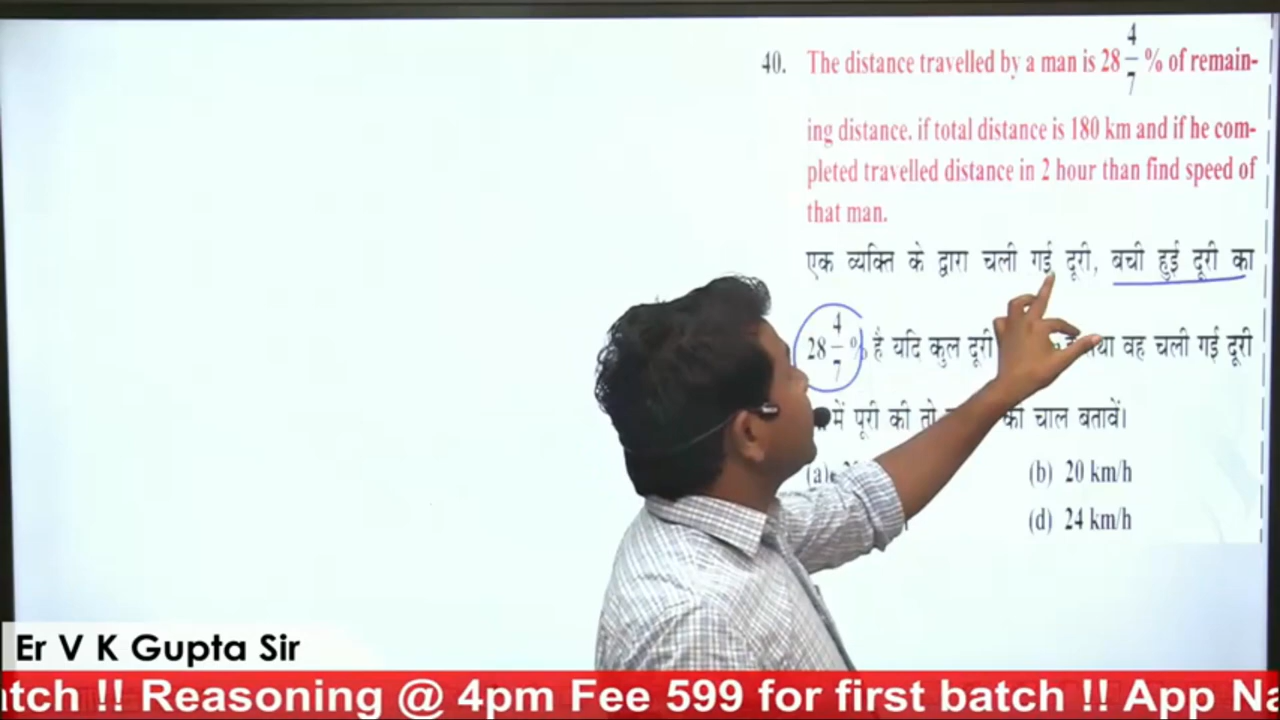 40. The distance travelled by a man is 28 4/7 % of remain-
ing distance. if total distance is 180 km and if he com-
pleted travelled distance in 2 hour than find speed of
that man.
एक व्यक्ति के द्वारा चली गई दूरी, बची हुई दूरी का
28 4/7 % है यदि कुल दूरी वह चली गई दूरी
में पूरी की तो चाल बतावें।
(a) (b) 20 km/h
(d) 24 km/h
Er V K Gupta Sir
atch !! Reasoning @ 4pm Fee 599 for first batch !! App Na